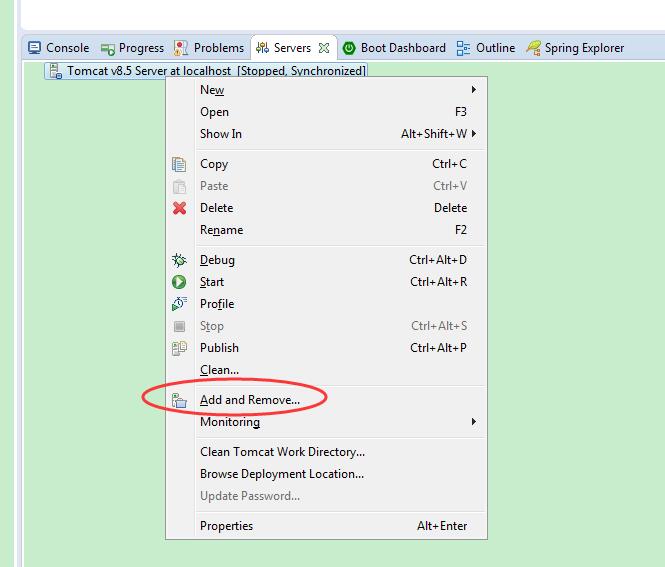 Console Progress Problems Servers Boot Dashboard Outline Spring Explorer
Tomcat v8.5 Server at localhost [Stopped, Synchronized]
New
Open F3
Show In Alt+Shift+W
Copy Ctrl+C
Paste Ctrl+V
Delete Delete
Rename F2
Debug Ctrl+Alt+D
Start Ctrl+Alt+R
Profile
Stop Ctrl+Alt+S
Publish Ctrl+Alt+P
Clean...
Add and Remove...
Monitoring
Clean Tomcat Work Directory...
Browse Deployment Location...
Update Password...
Properties Alt+Enter